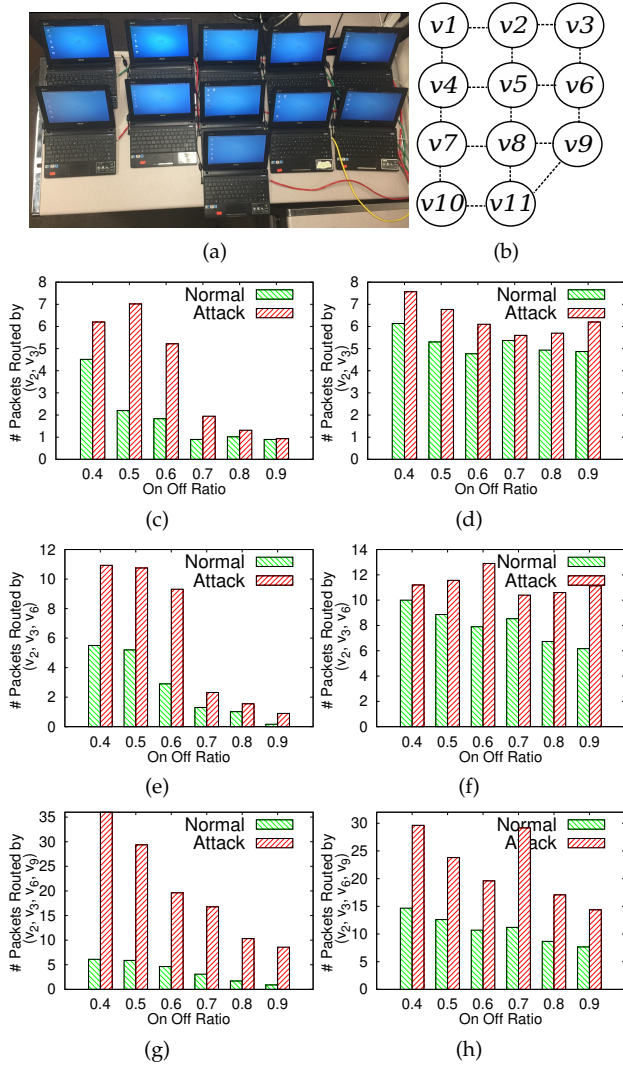 v1 v2 v3
v4 v5 v6
v7 v8 v9
v10 v11
(a) (b)
8
7
6
5
4
3
2
1
0
# Packets Routed by
(v2, v3)
Normal
Attack
0.4 0.5 0.6 0.7 0.8 0.9
On Off Ratio
(c)
8
7
6
5
4
3
2
1
0
# Packets Routed by
(v2, v3)
Normal
Attack
0.4 0.5 0.6 0.7 0.8 0.9
On Off Ratio
(d)
12
10
8
6
4
2
0
# Packets Routed by
(v2, v3, v6)
Normal
Attack
0.4 0.5 0.6 0.7 0.8 0.9
On Off Ratio
(e)
14
12
10
8
6
4
2
0
# Packets Routed by
(v2, v3, v6)
Normal
Attack
0.4 0.5 0.6 0.7 0.8 0.9
On Off Ratio
(f)
35
30
25
20
15
10
5
0
# Packets Routed by
(v2, v3, v6, v9)
Normal
Attack
0.4 0.5 0.6 0.7 0.8 0.9
On Off Ratio
(g)
30
25
20
15
10
5
0
# Packets Routed by
(v2, v3, v6, v9)
Normal
Attack
0.4 0.5 0.6 0.7 0.8 0.9
On Off Ratio
(h)